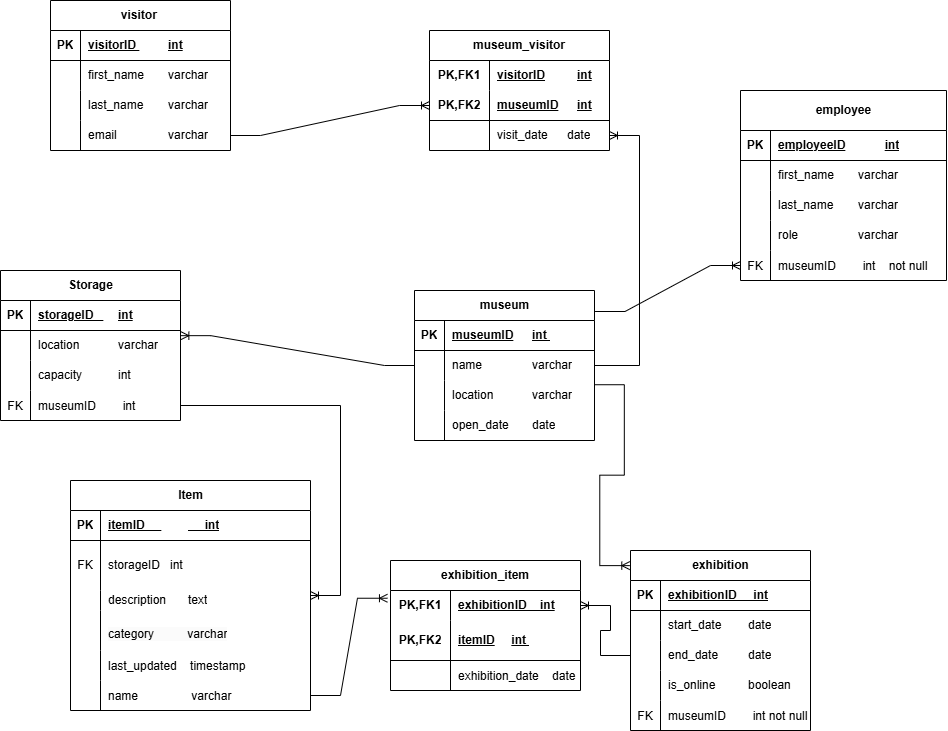 visitor
PK visitorID int
first_name varchar
last_name varchar
email varchar
museum_visitor
PK,FK1 visitorID int
PK,FK2 museumID int
visit_date date
employee
PK employeeID int
first_name varchar
last_name varchar
role varchar
FK museumID int not null
Storage
PK storageID int
location varchar
capacity int
FK museumID int
museum
PK museumID int
name varchar
location varchar
open_date date
Item
PK itemID int
FK storageID int
description text
category varchar
last_updated timestamp
name varchar
exhibition_item
PK,FK1 exhibitionID int
PK,FK2 itemID int
exhibition_date date
exhibition
PK exhibitionID int
start_date date
end_date date
is_online boolean
FK museumID int not null